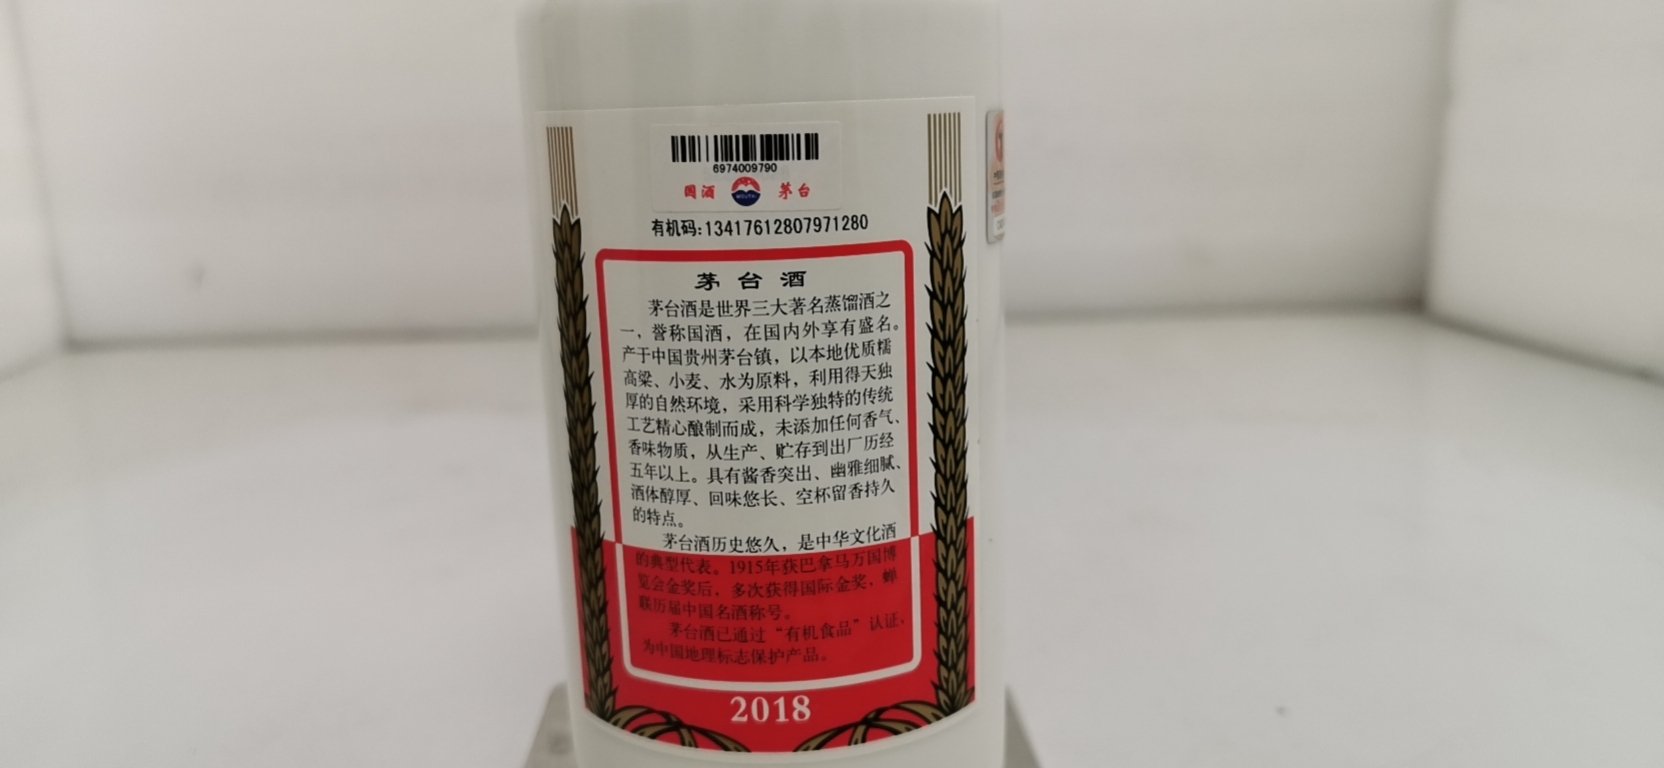 6974009790
国酒 茅台
有机码:13417612807971280
茅台酒
茅台酒是世界三大著名蒸馏酒之
一，誉称国酒，在国内外享有盛名。
产于中国贵州茅台镇，以本地优质糯
高粱、小麦、水为原料，利用得天独
厚的自然环境，采用科学独特的传统
工艺精心酿制而成，未添加任何香气、
香味物质，从生产、贮存到出厂历经
五年以上。具有酱香突出、幽雅细腻、
酒体醇厚、回味悠长、空杯留香持久
的特点。
茅台酒历史悠久，是中华文化酒
的典型代表。1915年获巴拿马万国博
览会金奖后，多次获得国际金奖，蝉
联历届中国名酒称号。
茅台酒已通过“有机食品”认证，
为中国地理标志保护产品。
2018